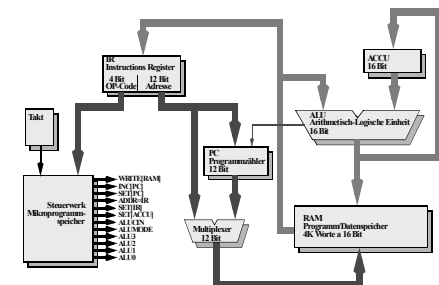 IR
Instructions Register
4 Bit 12 Bit
OP-Code Adresse
ACCU
16 Bit
Takt
ALU
Arithmetisch-Logische Einheit
16 Bit
PC
Programmzähler
12 Bit
Steuerwerk
Mikroprogramm-
speicher
WRITE[RAM]
INC[PC]
SET[PC]
ADDR=IR
SET[IR]
SET[ACCU]
ALUCIN
ALUMODE
ALU3
ALU2
ALU1
ALU0
Multiplexer
12 Bit
RAM
Programm/Datenspeicher
4K Worte a 16 Bit